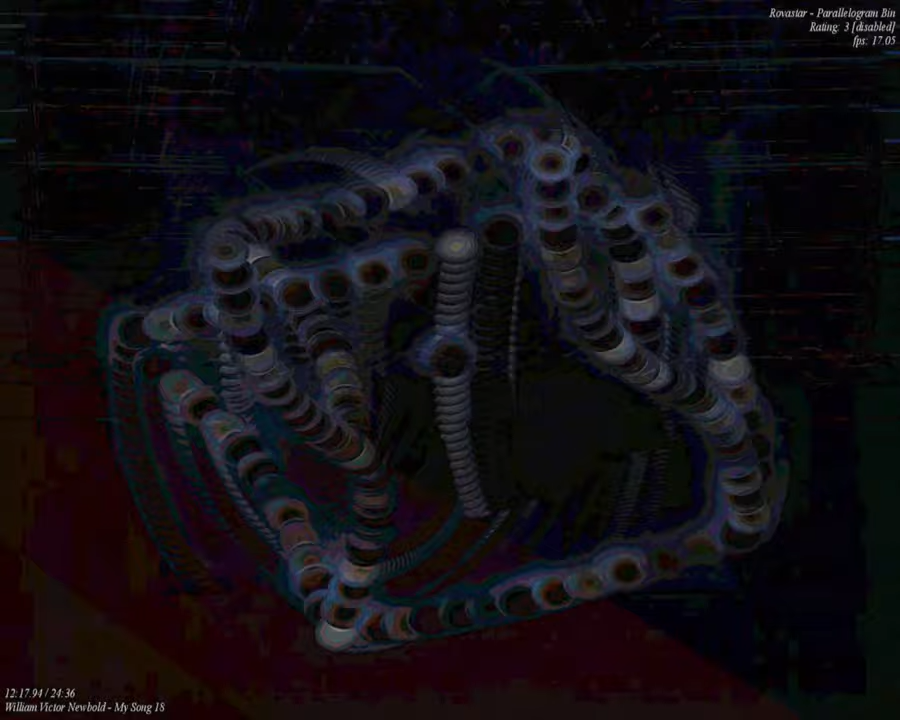 Rovastar - Parallelogram Bin
Rating: 3 [disabled]
fps: 17.05
12:17.94 / 24:36
William Victor Newbold - My Song 18